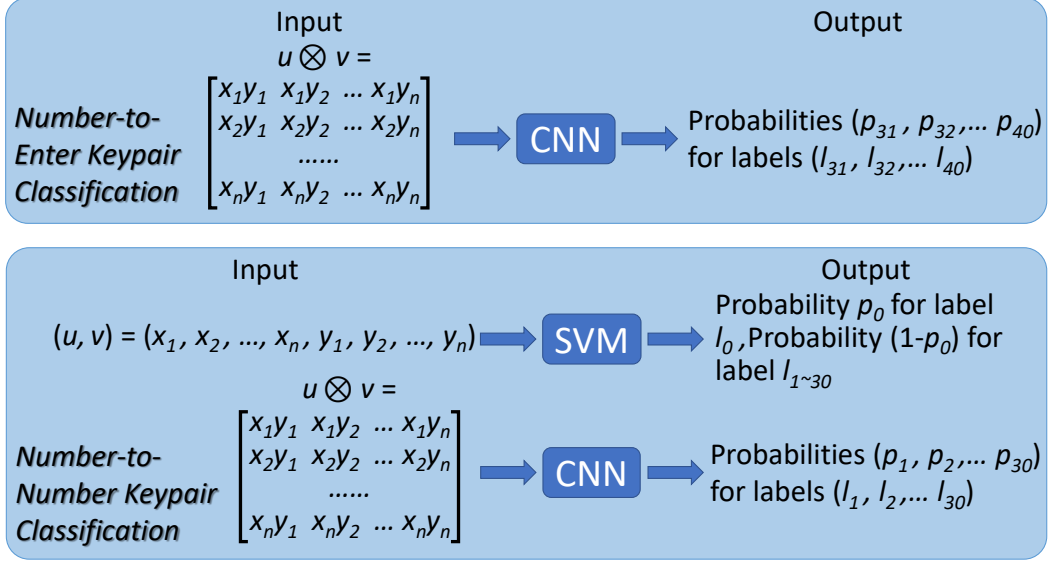 Input
Output
u ⊗ v =
Number-to-
Enter Keypair
Classification
x₁y₁ x₁y₂ ... x₁yₙ
x₂y₁ x₂y₂ ... x₂yₙ
......
xₙy₁ xₙy₂ ... xₙyₙ
CNN
Probabilities (p₃₁, p₃₂,... p₄₀)
for labels (l₃₁, l₃₂,... l₄₀)
Input
Output
(u, v) = (x₁, x₂, ..., xₙ, y₁, y₂, ..., yₙ)
SVM
Probability p₀ for label
l₀ ,Probability (1-p₀) for
label l₁~₃₀
u ⊗ v =
Number-to-
Number Keypair
Classification
x₁y₁ x₁y₂ ... x₁yₙ
x₂y₁ x₂y₂ ... x₂yₙ
......
xₙy₁ xₙy₂ ... xₙyₙ
CNN
Probabilities (p₁, p₂,... p₃₀)
for labels (l₁, l₂,... l₃₀)